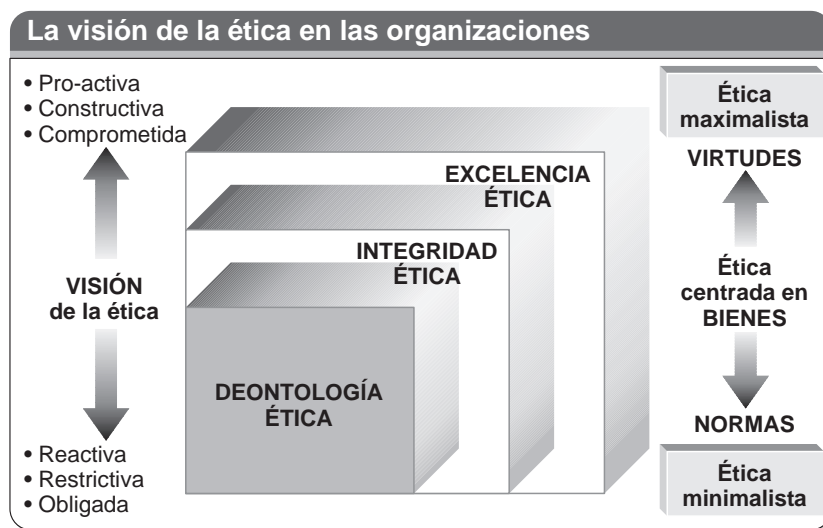 La visión de la ética en las organizaciones
• Pro-activa
• Constructiva
• Comprometida
VISIÓN
de la ética
• Reactiva
• Restrictiva
• Obligada
EXCELENCIA
ÉTICA
INTEGRIDAD
ÉTICA
DEONTOLOGÍA
ÉTICA
Ética
maximalista
VIRTUDES
Ética
centrada en
BIENES
NORMAS
Ética
minimalista